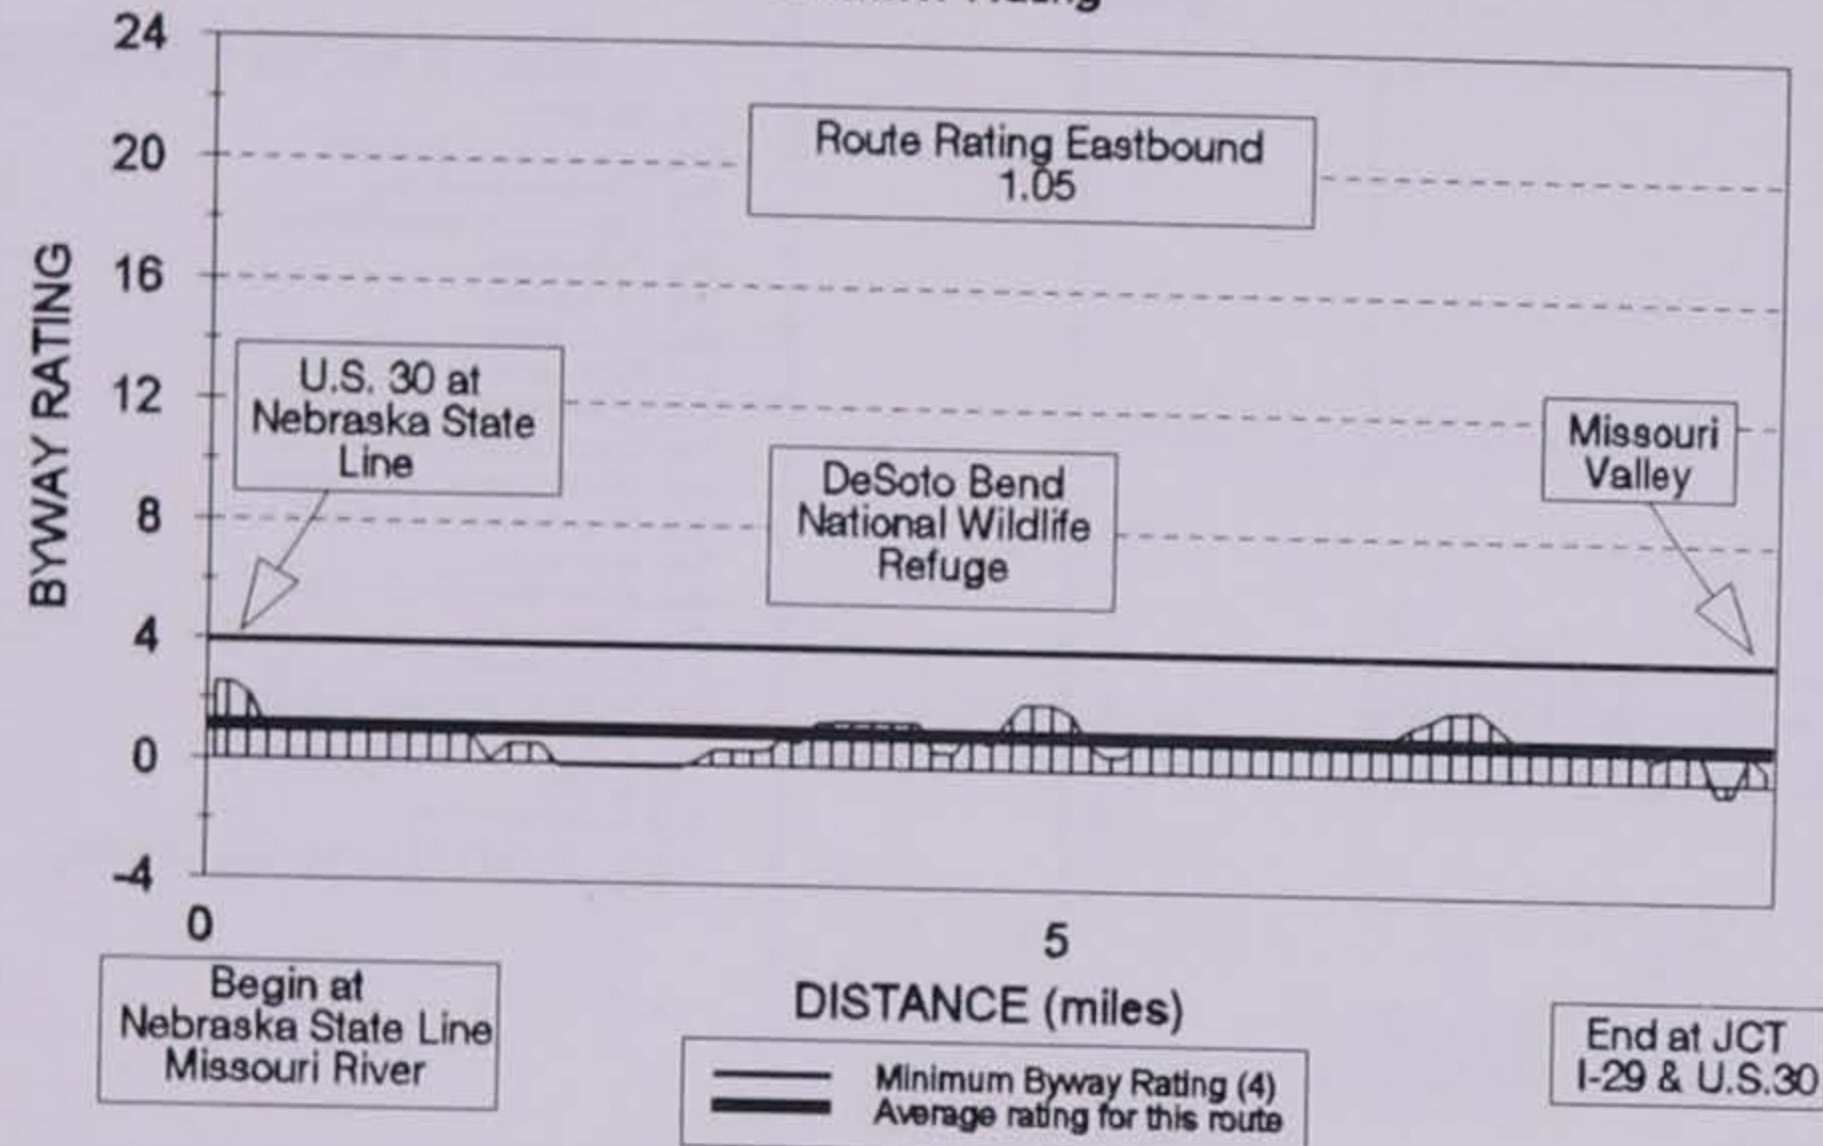 24
Route Rating Eastbound
1.05
20
16
BYWAY RATING
U.S. 30 at
Nebraska State
Line
12
Missouri
Valley
DeSoto Bend
National Wildlife
Refuge
8
4
0
-4
0
5
DISTANCE (miles)
Begin at
Nebraska State Line
Missouri River
End at JCT
I-29 & U.S.30
Minimum Byway Rating (4)
Average rating for this route